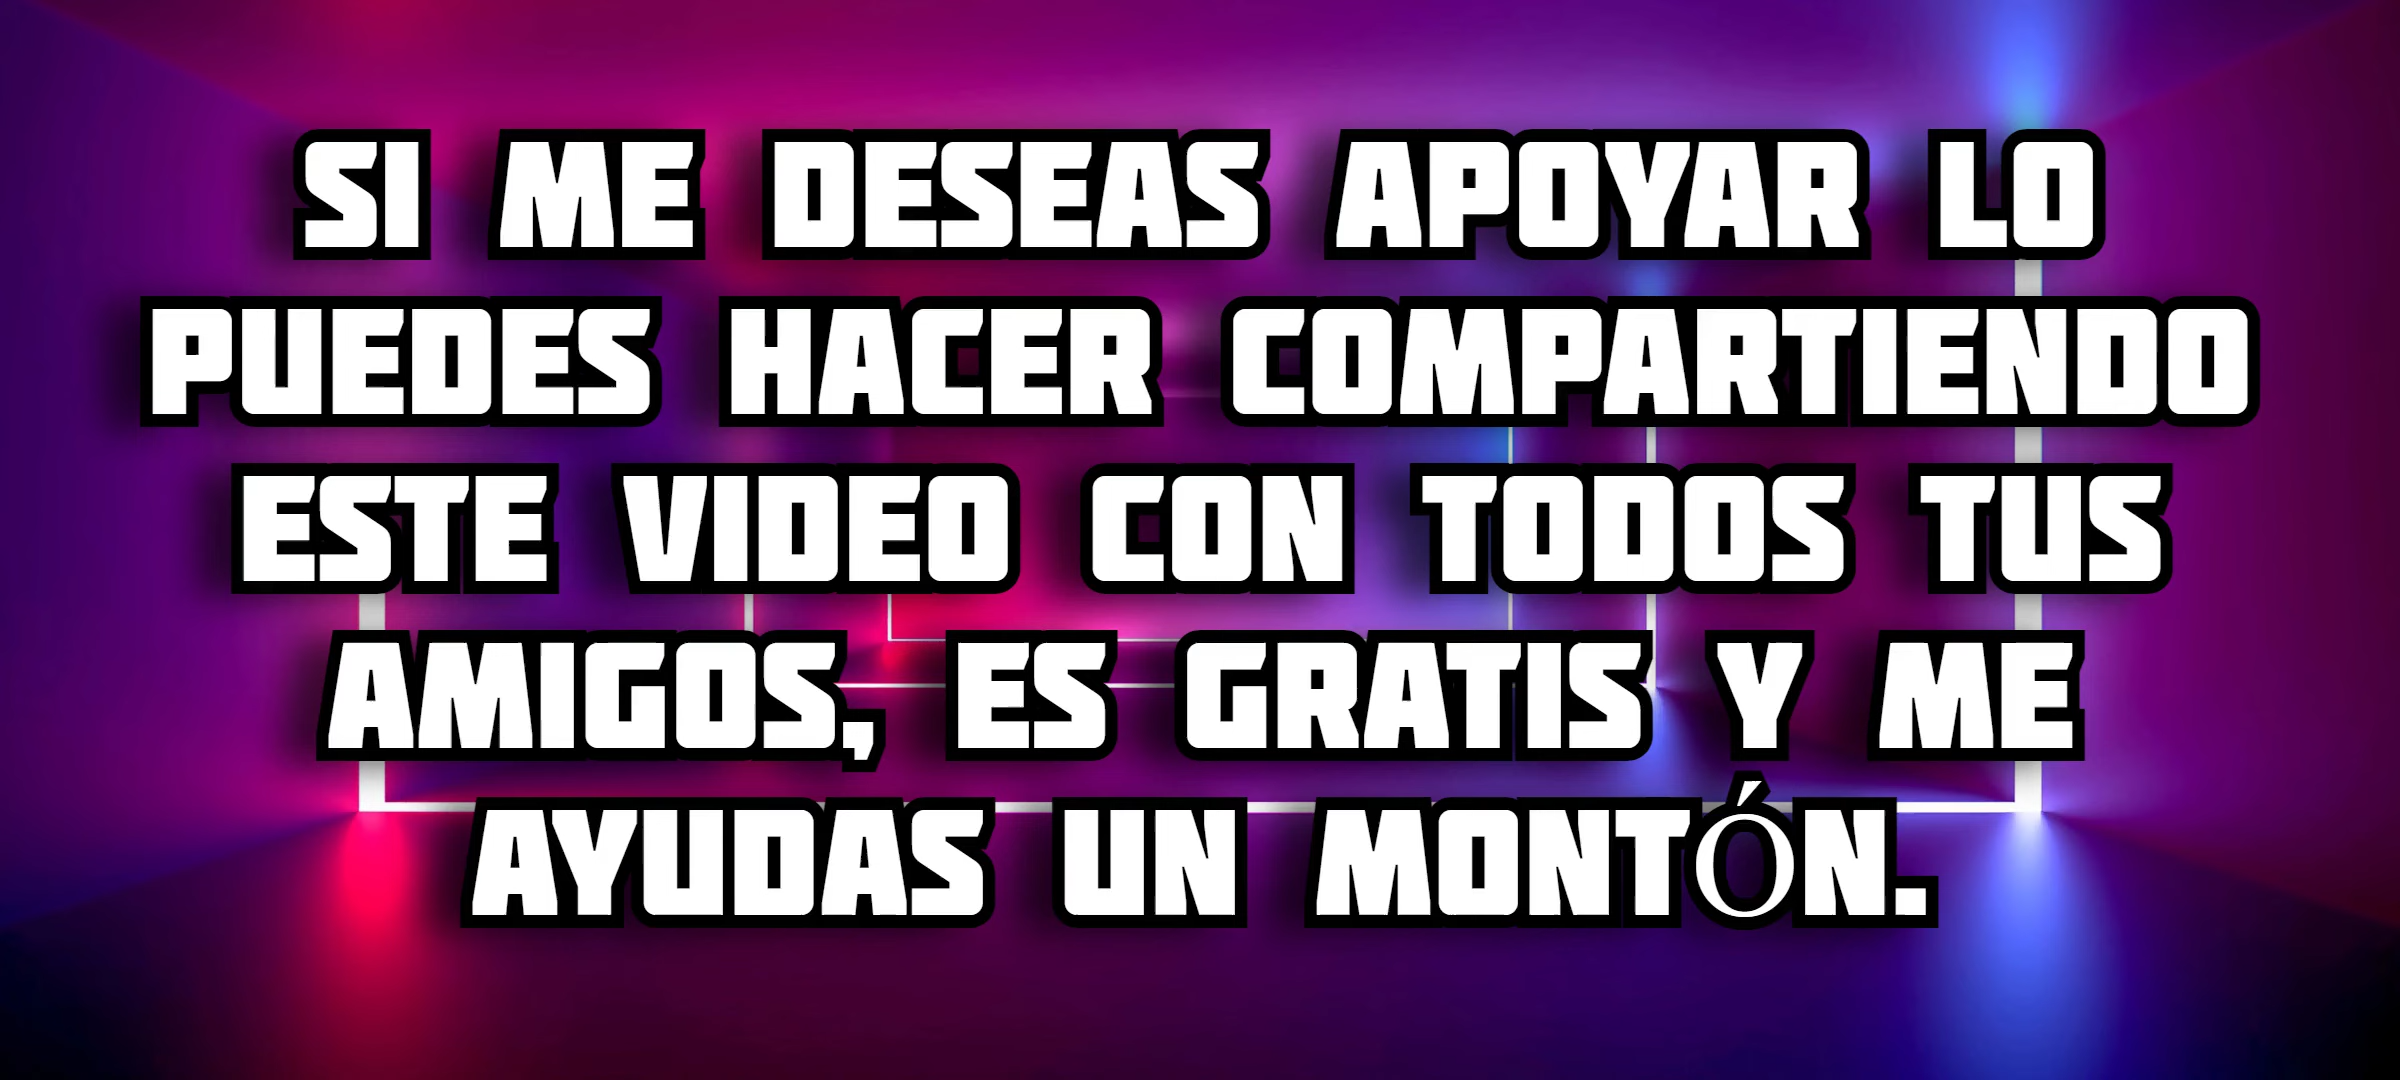 SI ME DESEAS APOYAR LO
PUEDES HACER COMPARTIENDO
ESTE VIDEO CON TODOS TUS
AMIGOS, ES GRATIS Y ME
AYUDAS UN MONTÓN.